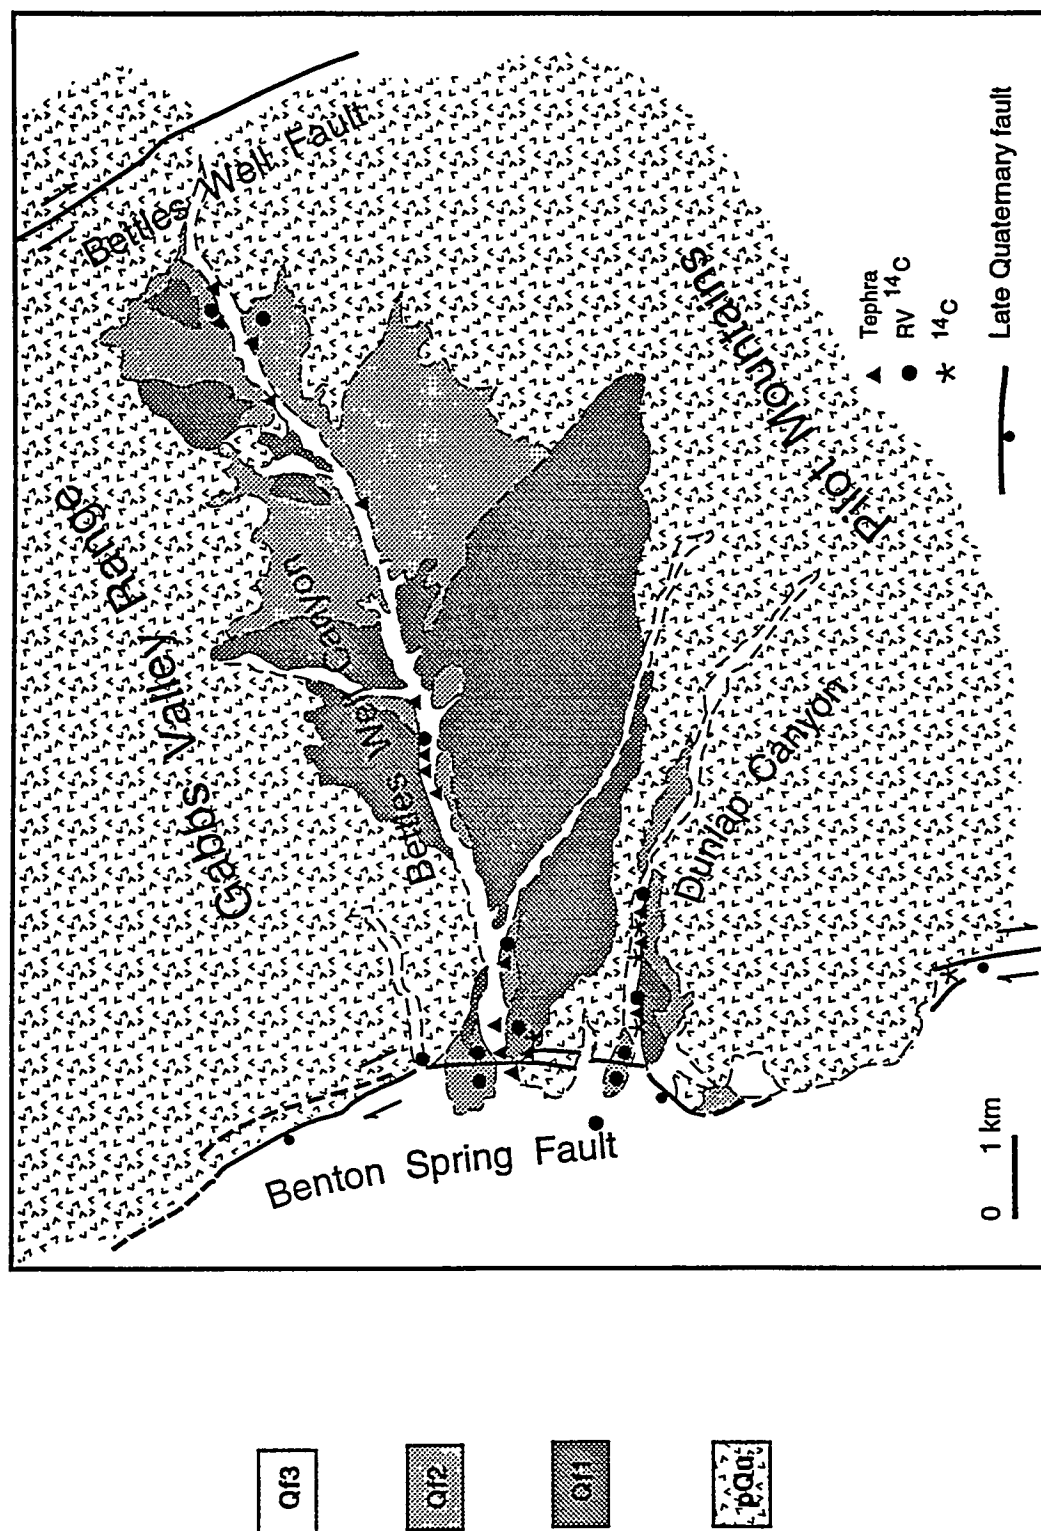 Bettles Well Fault
Gabbs Valley Range
Bettles Well Canyon
Pilot Mountains
Dunlap Canyon
Benton Spring Fault
Tephra
RV ¹⁴C
¹⁴C
Late Quaternary fault
0 1 km
Qf3
Qf2
Qf1
pQu